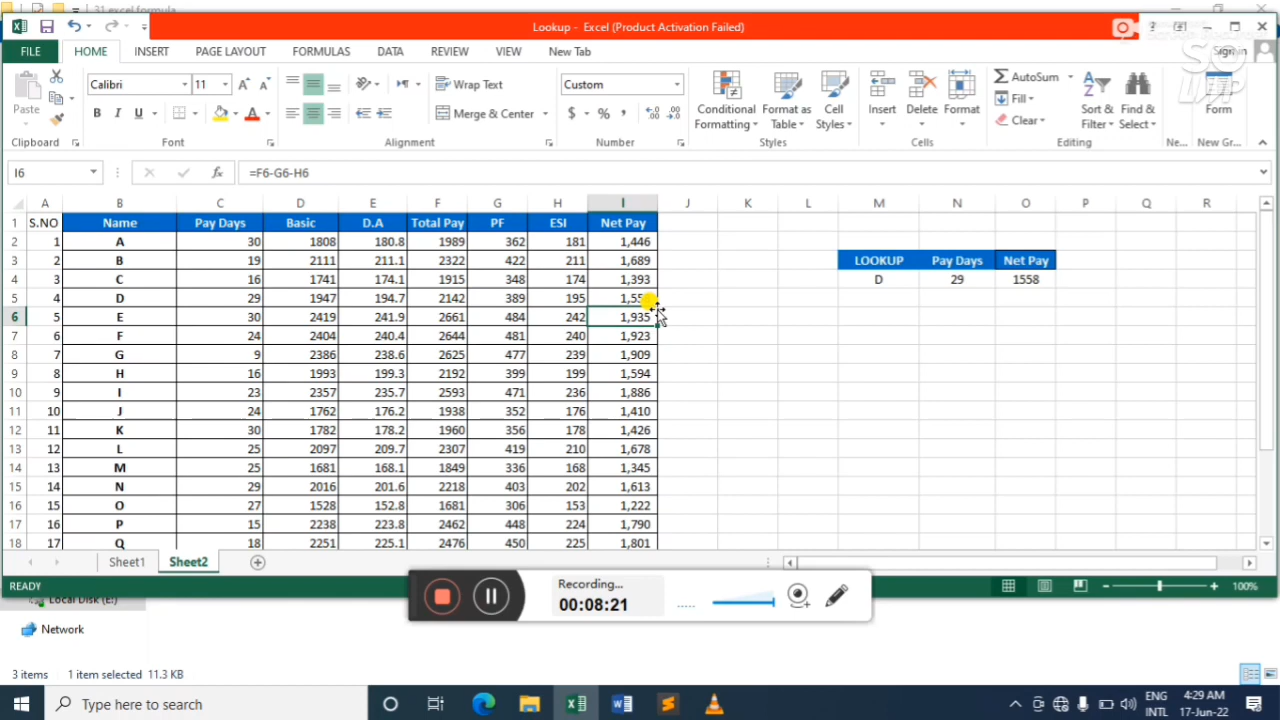 31 excel formula
Lookup - Excel (Product Activation Failed)
FILE HOME INSERT PAGE LAYOUT FORMULAS DATA REVIEW VIEW New Tab
Calibri 11 Wrap Text Custom AutoSum
Paste Conditional Format as Cell Insert Delete Format Fill Sort & Find & Form
B I U Merge & Center $ % , Formatting Table Styles Clear Filter Select
Clipboard Font Alignment Number Styles Cells Editing Ne... New Gr...
I6 fx =F6-G6-H6
A B C D E F G H I J K L M N O P Q R
1 S.NO Name Pay Days Basic D.A Total Pay PF ESI Net Pay
2 1 A 30 1808 180.8 1989 362 181 1,446
3 2 B 19 2111 211.1 2322 422 211 1,689 LOOKUP Pay Days Net Pay
4 3 C 16 1741 174.1 1915 348 174 1,393 D 29 1558
5 4 D 29 1947 194.7 2142 389 195
6 5 E 30 2419 241.9 2661 484 242 1,935
7 6 F 24 2404 240.4 2644 481 240 1,923
8 7 G 9 2386 238.6 2625 477 239 1,909
9 8 H 16 1993 199.3 2192 399 199 1,594
10 9 I 23 2357 235.7 2593 471 236 1,886
11 10 J 24 1762 176.2 1938 352 176 1,410
12 11 K 30 1782 178.2 1960 356 178 1,426
13 12 L 25 2097 209.7 2307 419 210 1,678
14 13 M 25 1681 168.1 1849 336 168 1,345
15 14 N 29 2016 201.6 2218 403 202 1,613
16 15 O 27 1528 152.8 1681 306 153 1,222
17 16 P 15 2238 223.8 2462 448 224 1,790
18 17 Q 18 2251 225.1 2476 450 225 1,801
Sheet1 Sheet2
READY 100%
Recording...
00:08:21
Local Disk (E:)
Network
3 items 1 item selected 11.3 KB
Type here to search
ENG 4:29 AM
INTL 17-Jun-22